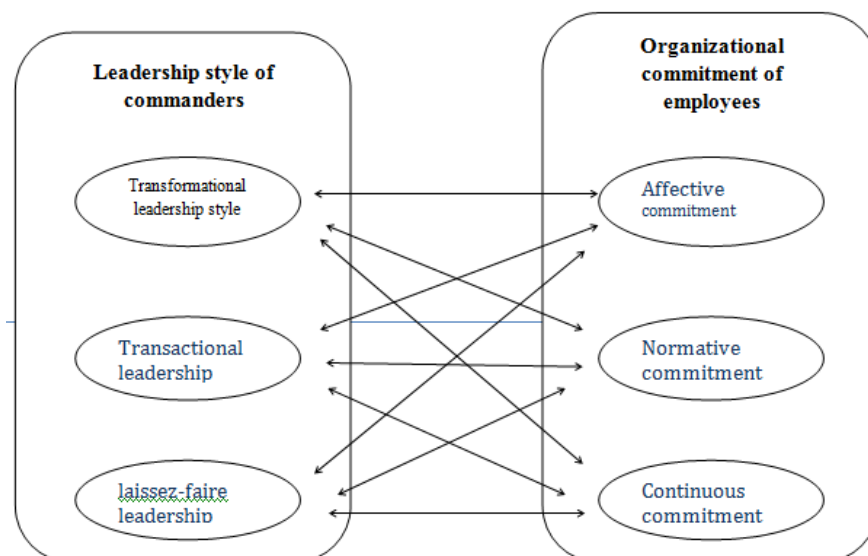 Leadership style of
commanders
Transformational
leadership style
Transactional
leadership
laissez-faire
leadership
Organizational
commitment of
employees
Affective
commitment
Normative
commitment
Continuous
commitment